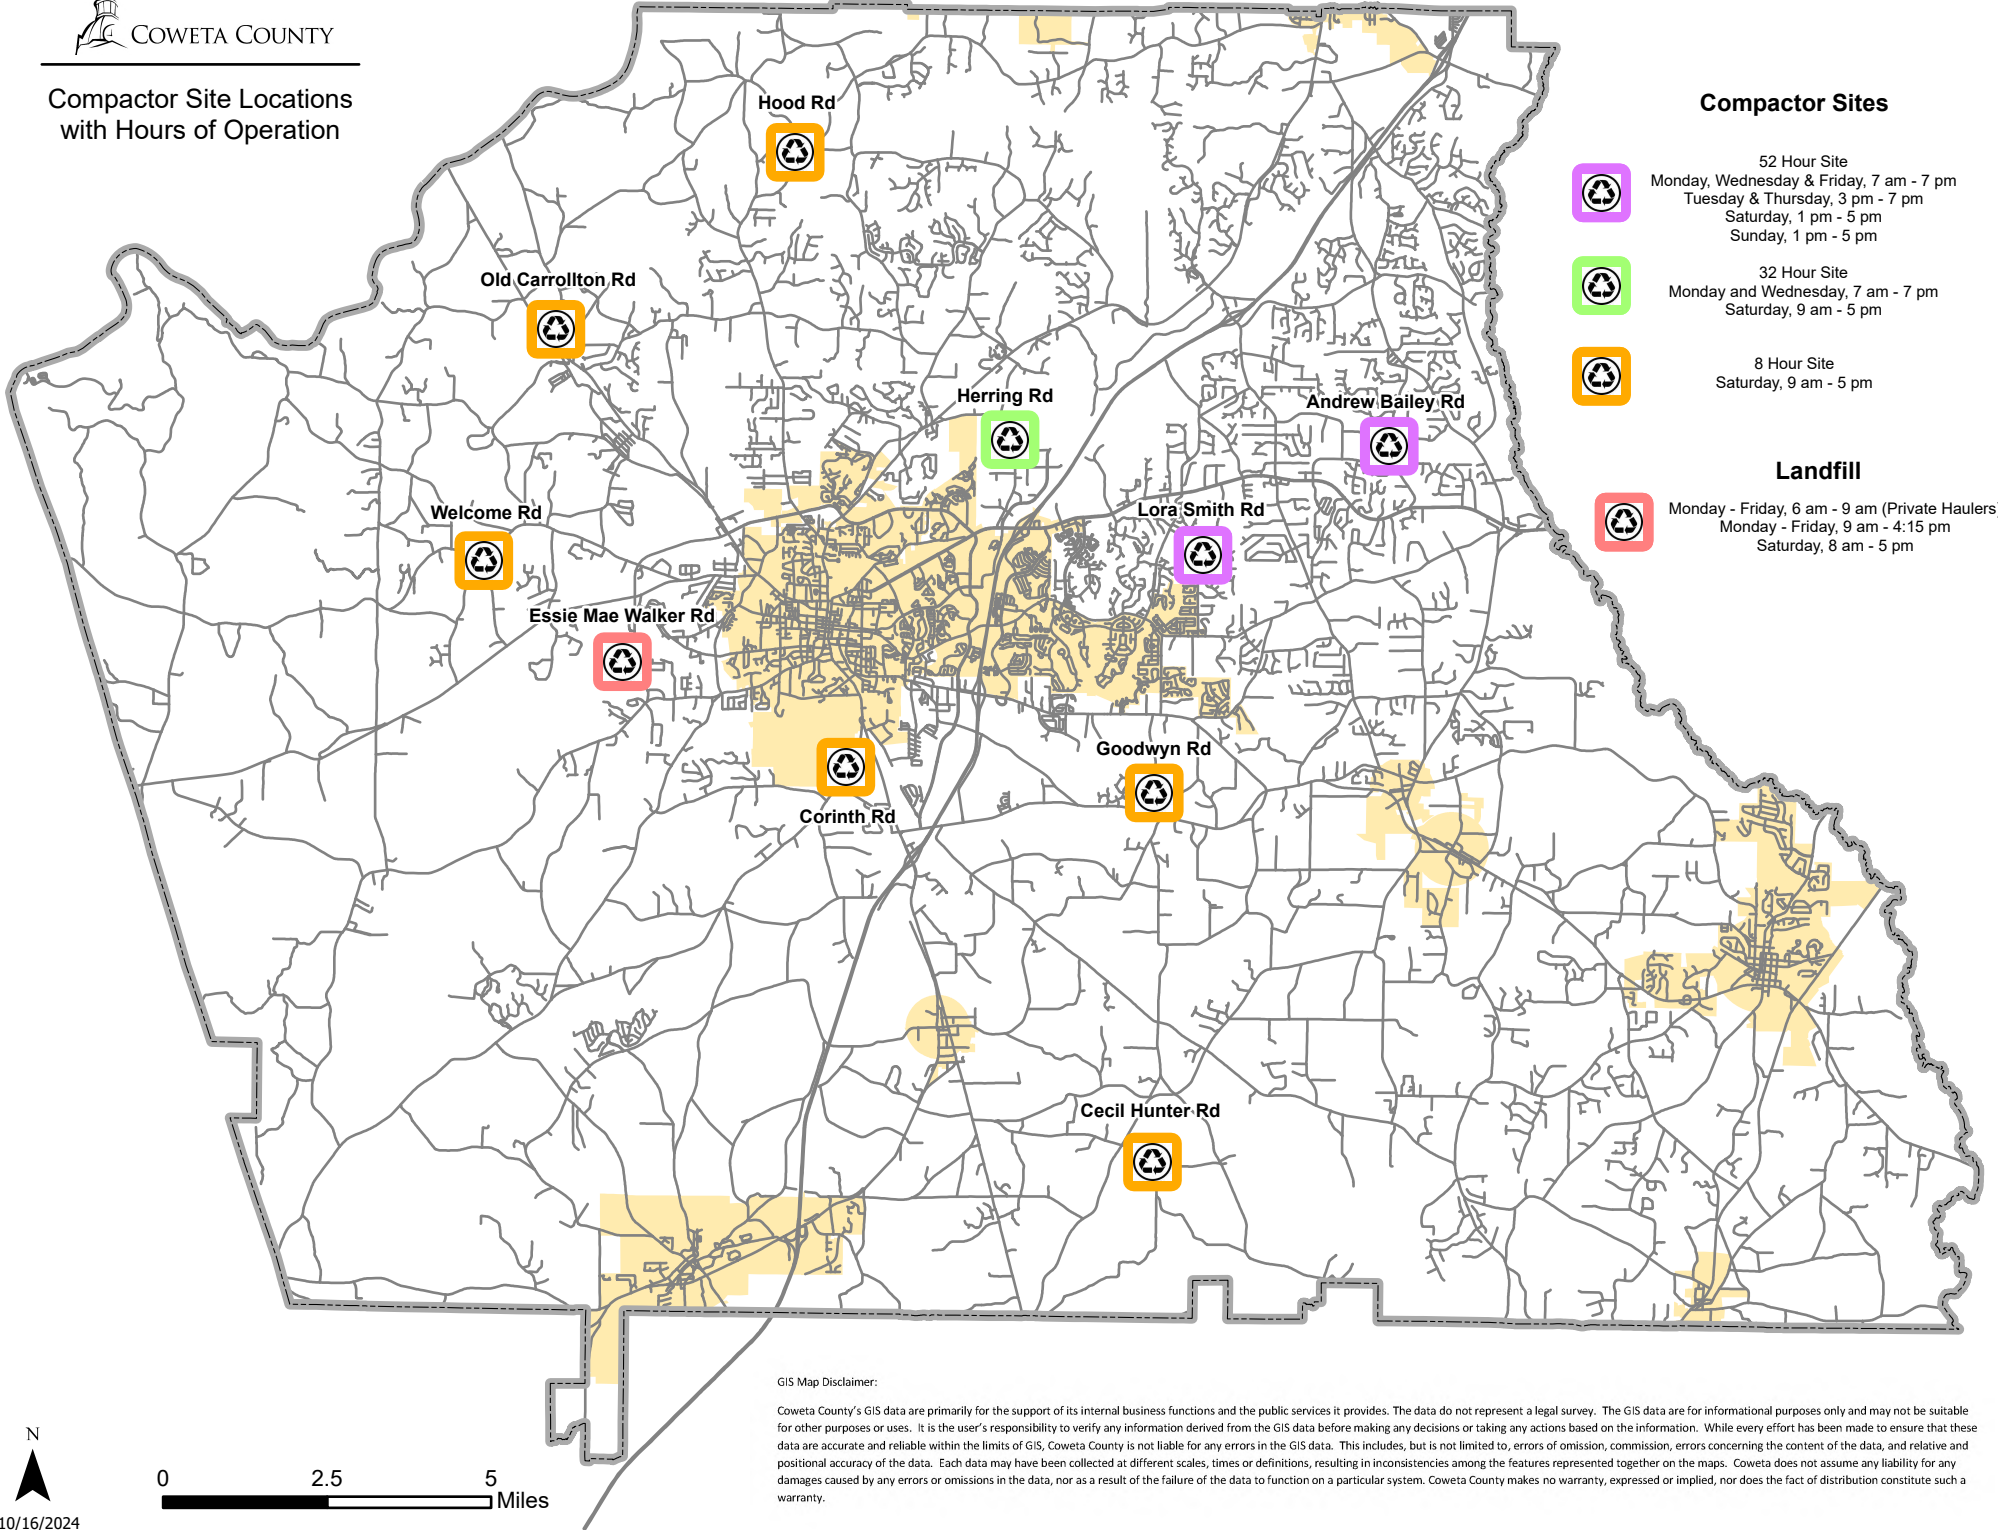 COWETA COUNTY
Compactor Site Locations
with Hours of Operation
Hood Rd
Old Carrollton Rd
Herring Rd
Andrew Bailey Rd
Lora Smith Rd
Welcome Rd
Essie Mae Walker Rd
Goodwyn Rd
Corinth Rd
Cecil Hunter Rd
Compactor Sites
52 Hour Site
Monday, Wednesday & Friday, 7 am - 7 pm
Tuesday & Thursday, 3 pm - 7 pm
Saturday, 1 pm - 5 pm
Sunday, 1 pm - 5 pm
32 Hour Site
Monday and Wednesday, 7 am - 7 pm
Saturday, 9 am - 5 pm
8 Hour Site
Saturday, 9 am - 5 pm
Landfill
Monday - Friday, 6 am - 9 am (Private Haulers)
Monday - Friday, 9 am - 4:15 pm
Saturday, 8 am - 5 pm
GIS Map Disclaimer:
Coweta County's GIS data are primarily for the support of its internal business functions and the public services it provides. The data do not represent a legal survey. The GIS data are for informational purposes only and may not be suitable
for other purposes or uses. It is the user's responsibility to verify any information derived from the GIS data before making any decisions or taking any actions based on the information. While every effort has been made to ensure that these
data are accurate and reliable within the limits of GIS, Coweta County is not liable for any errors in the GIS data. This includes, but is not limited to, errors of omission, commission, errors concerning the content of the data, and relative and
positional accuracy of the data. Each data may have been collected at different scales, times or definitions, resulting in inconsistencies among the features represented together on the maps. Coweta does not assume any liability for any
damages caused by any errors or omissions in the data, nor as a result of the failure of the data to function on a particular system. Coweta County makes no warranty, expressed or implied, nor does the fact of distribution constitute such a
warranty.
N
0 2.5 5
Miles
10/16/2024